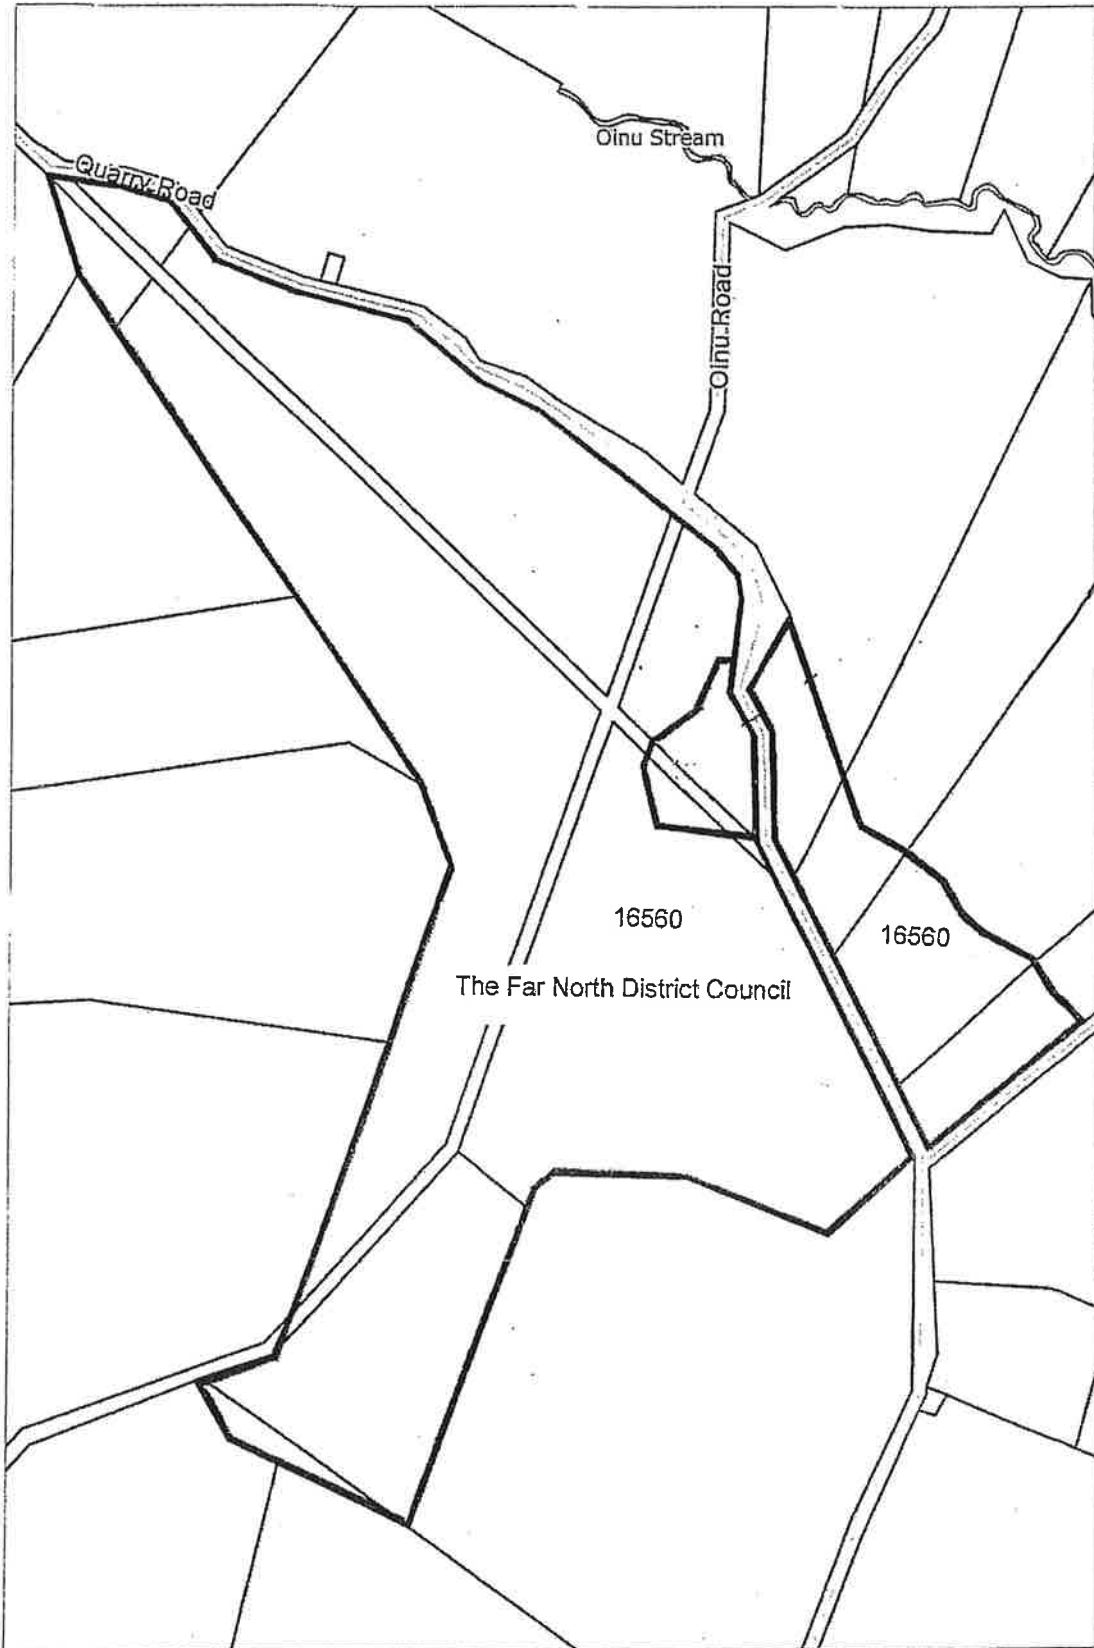 Oinu Stream
Quarry Road
Oinu Road
16560
16560
The Far North District Council